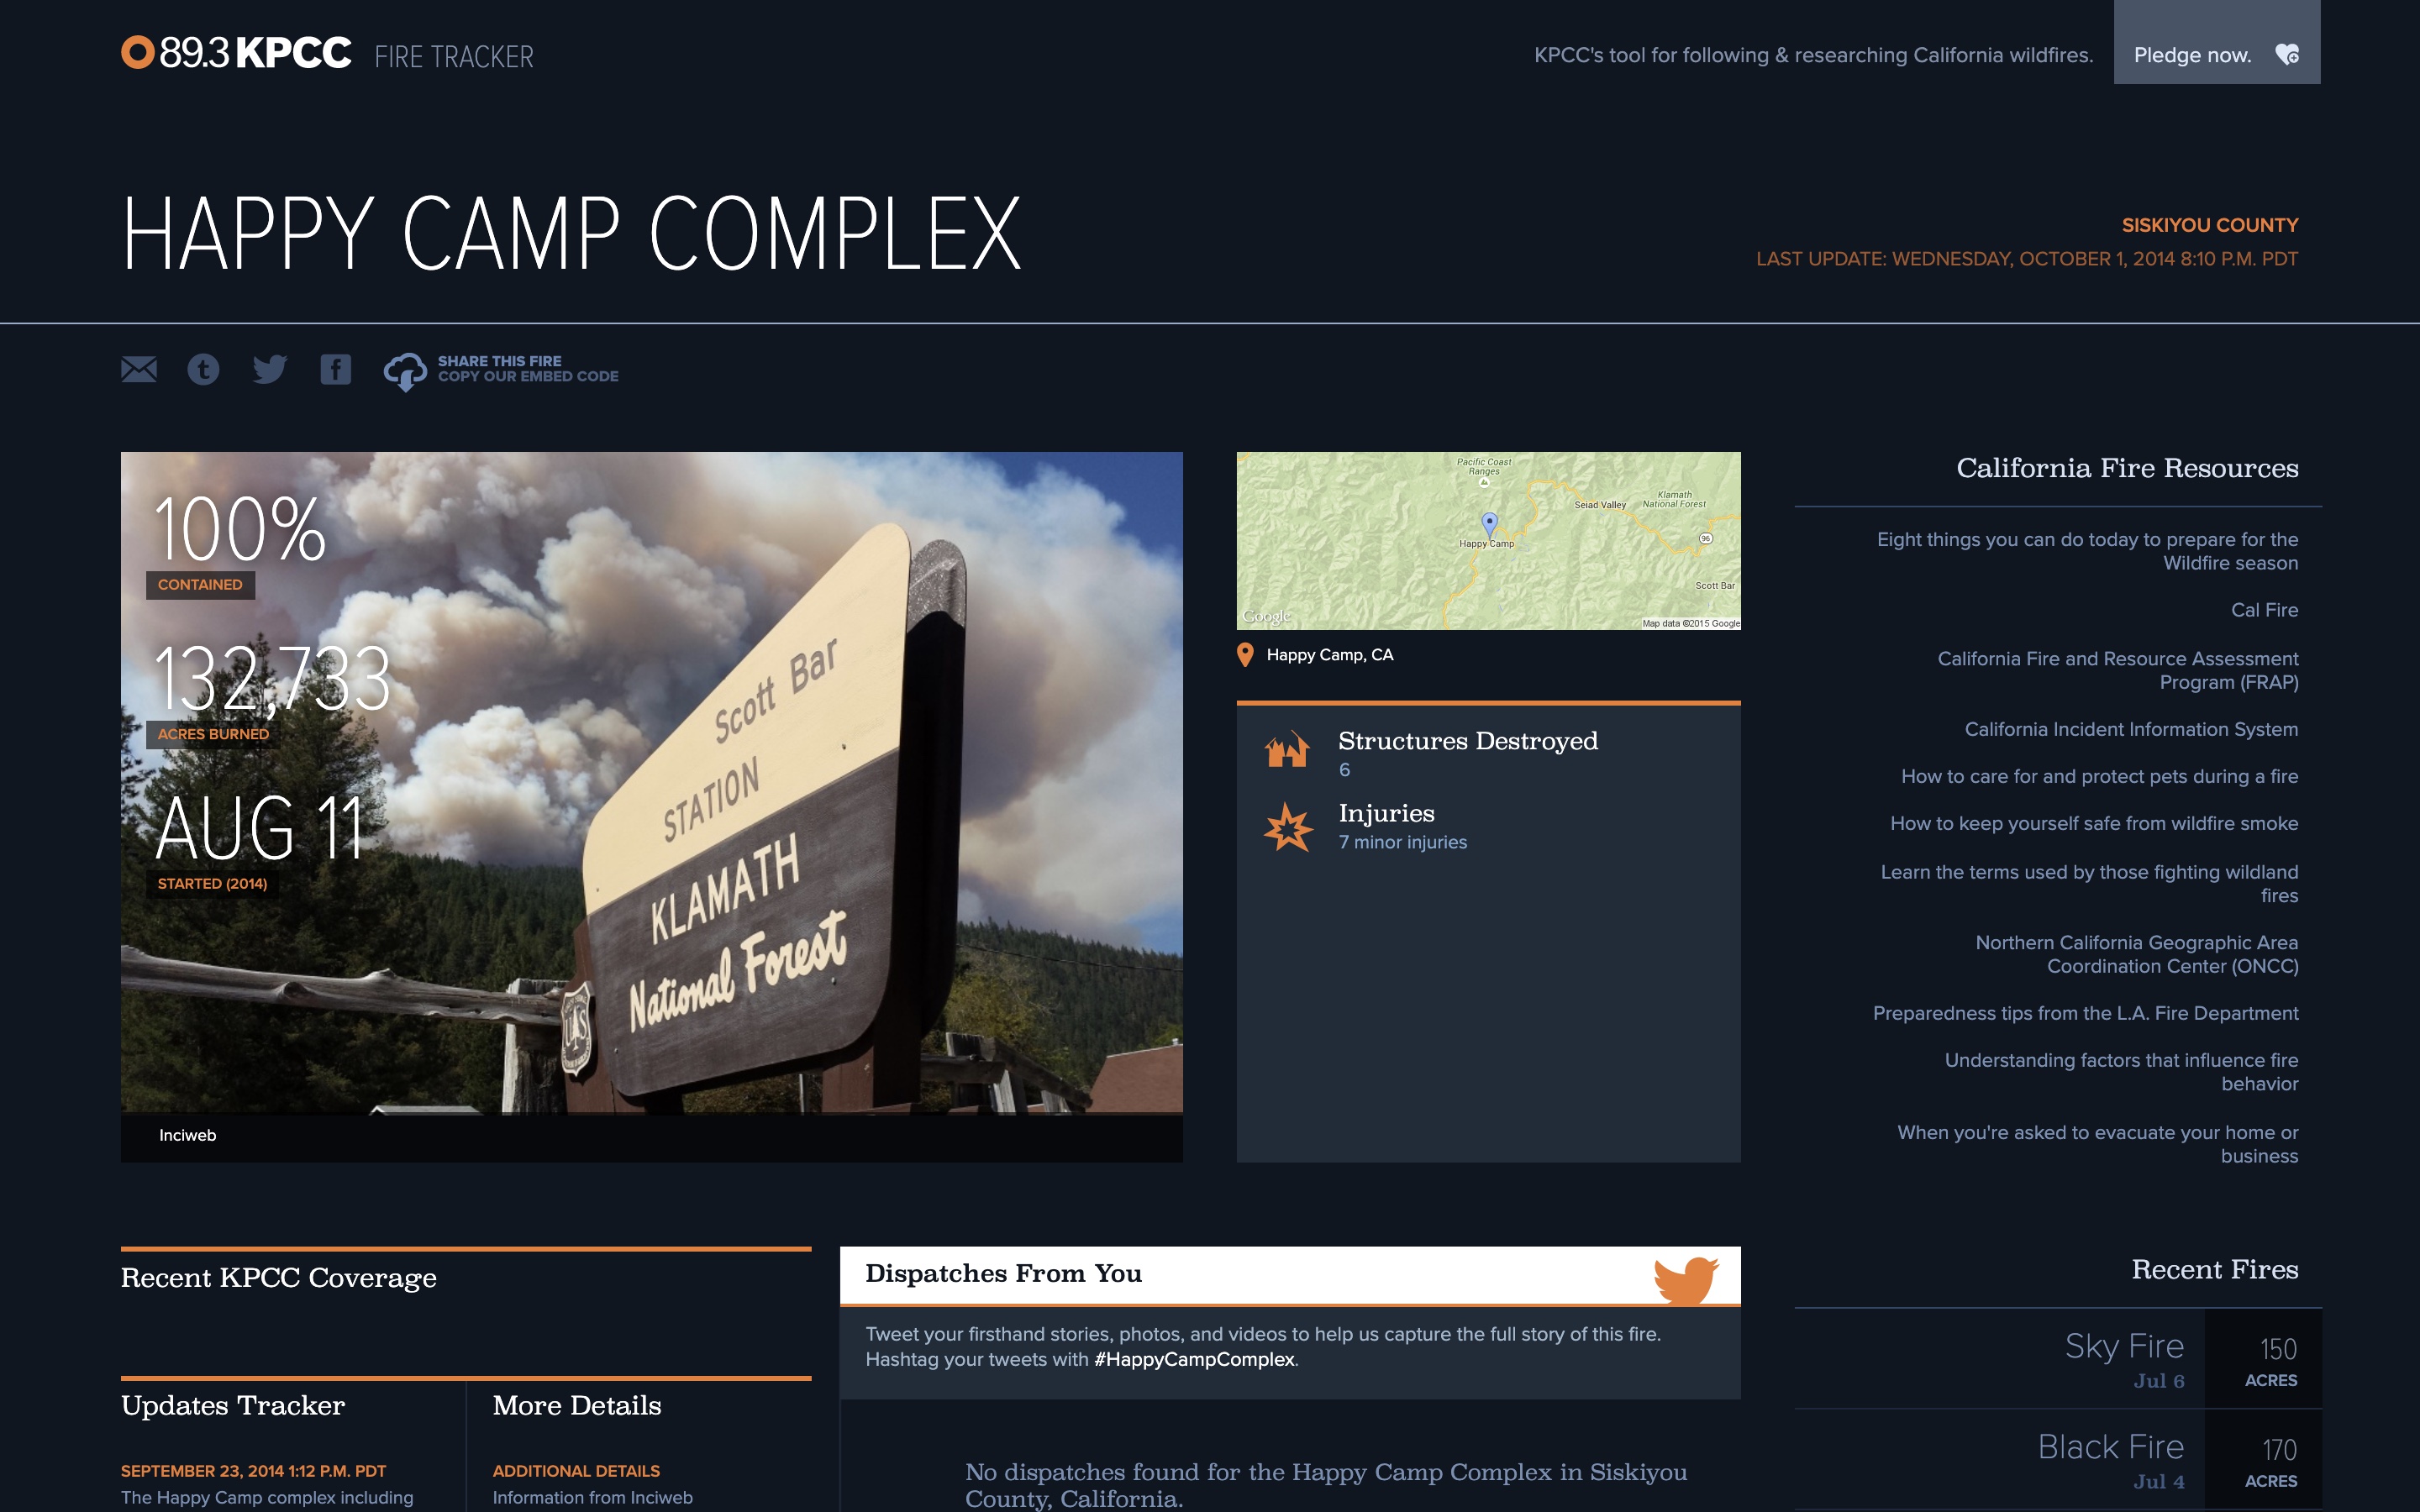 89.3 KPCC FIRE TRACKER
KPCC's tool for following & researching California wildfires.
Pledge now.
HAPPY CAMP COMPLEX
SISKIYOU COUNTY
LAST UPDATE: WEDNESDAY, OCTOBER 1, 2014 8:10 P.M. PDT
SHARE THIS FIRE
COPY OUR EMBED CODE
100%
CONTAINED
132,733
ACRES BURNED
AUG 11
STARTED (2014)
Scott Bar
STATION
KLAMATH
National Forest
U S
Inciweb
Pacific Coast
Ranges
Seiad Valley
Klamath
National Forest
Happy Camp
96
Scott Bar
Google
Map data ©2015 Google
Happy Camp, CA
Structures Destroyed
6
Injuries
7 minor injuries
California Fire Resources
Eight things you can do today to prepare for the
Wildfire season
Cal Fire
California Fire and Resource Assessment
Program (FRAP)
California Incident Information System
How to care for and protect pets during a fire
How to keep yourself safe from wildfire smoke
Learn the terms used by those fighting wildland
fires
Northern California Geographic Area
Coordination Center (ONCC)
Preparedness tips from the L.A. Fire Department
Understanding factors that influence fire
behavior
When you're asked to evacuate your home or
business
Recent KPCC Coverage
Updates Tracker
SEPTEMBER 23, 2014 1:12 P.M. PDT
The Happy Camp complex including
More Details
ADDITIONAL DETAILS
Information from Inciweb
Dispatches From You
Tweet your firsthand stories, photos, and videos to help us capture the full story of this fire.
Hashtag your tweets with #HappyCampComplex.
No dispatches found for the Happy Camp Complex in Siskiyou
County, California.
Recent Fires
Sky Fire
Jul 6
150
ACRES
Black Fire
Jul 4
170
ACRES